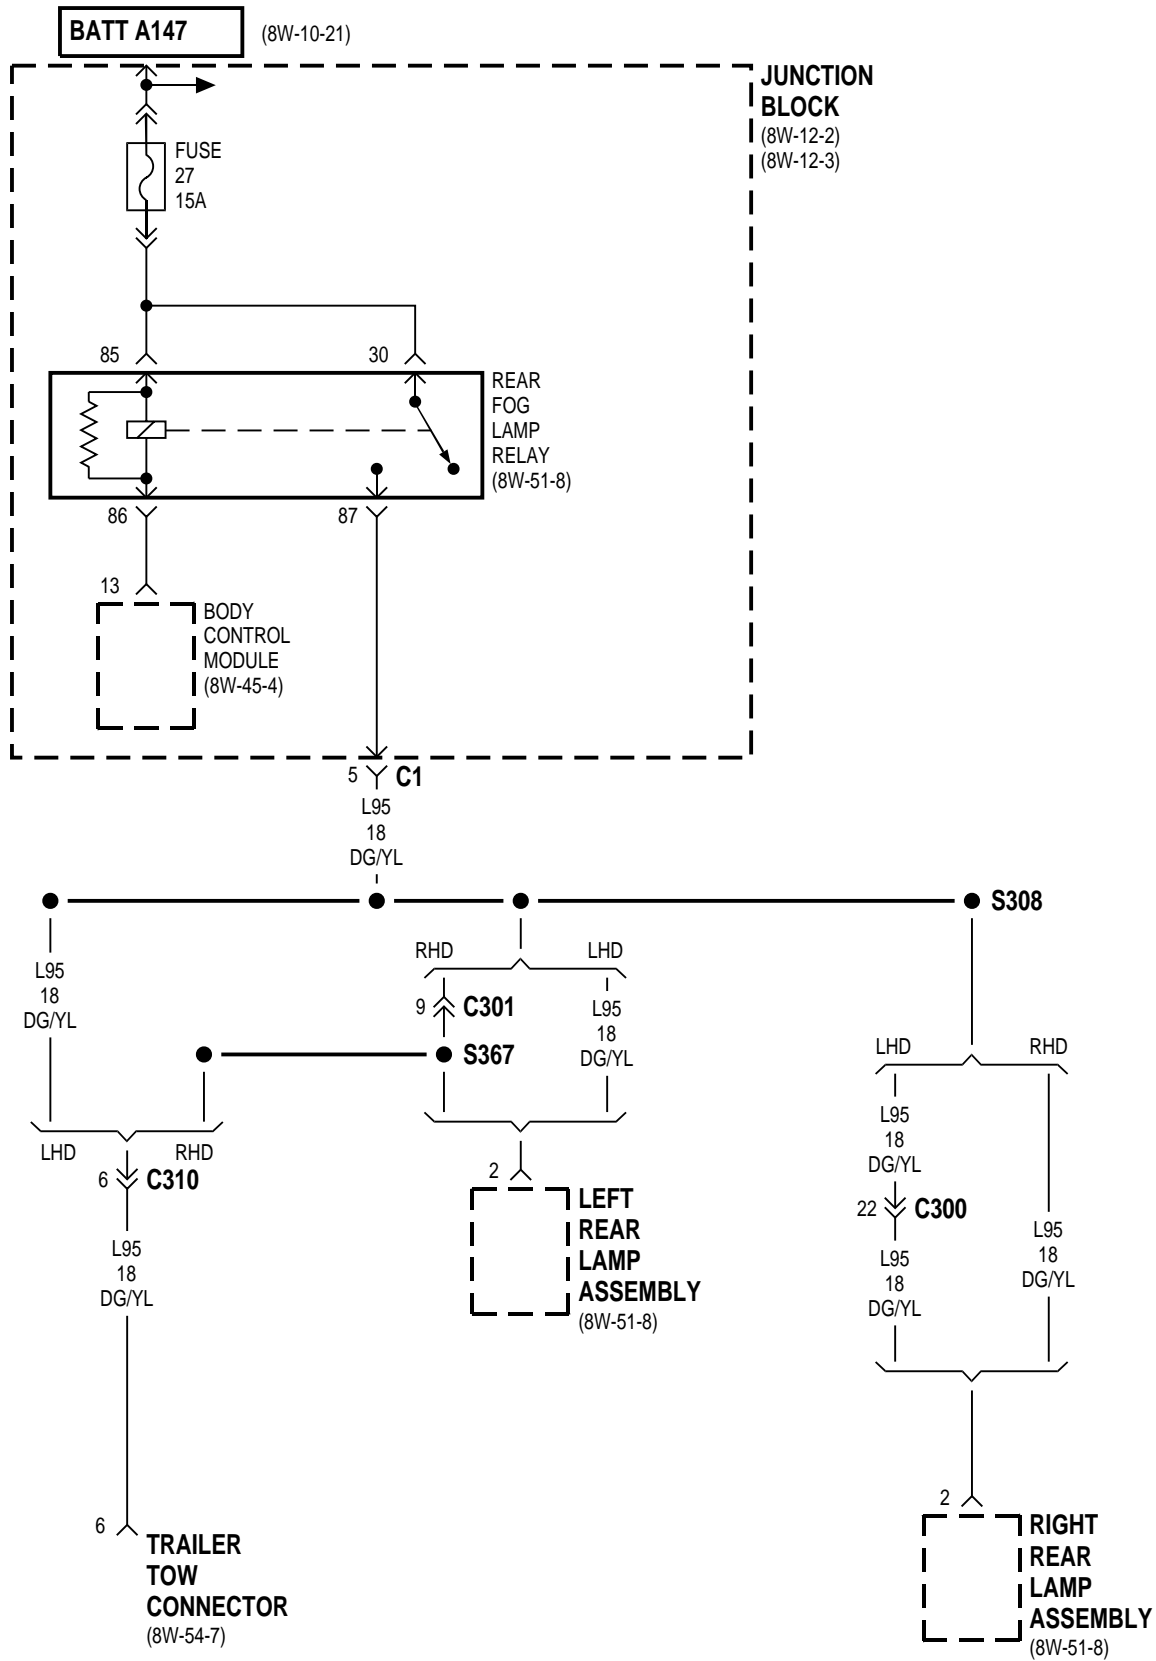 BATT A147
(8W-10-21)
JUNCTION
BLOCK
(8W-12-2)
(8W-12-3)
FUSE
27
15A
85
30
REAR
FOG
LAMP
RELAY
(8W-51-8)
86
87
13
BODY
CONTROL
MODULE
(8W-45-4)
5
C1
L95
18
DG/YL
S308
L95
18
DG/YL
RHD
LHD
9
C301
L95
18
DG/YL
S367
LHD
RHD
6
C310
L95
18
DG/YL
2
LEFT
REAR
LAMP
ASSEMBLY
(8W-51-8)
LHD
RHD
L95
18
DG/YL
22
C300
L95
18
DG/YL
L95
18
DG/YL
6
TRAILER
TOW
CONNECTOR
(8W-54-7)
2
RIGHT
REAR
LAMP
ASSEMBLY
(8W-51-8)